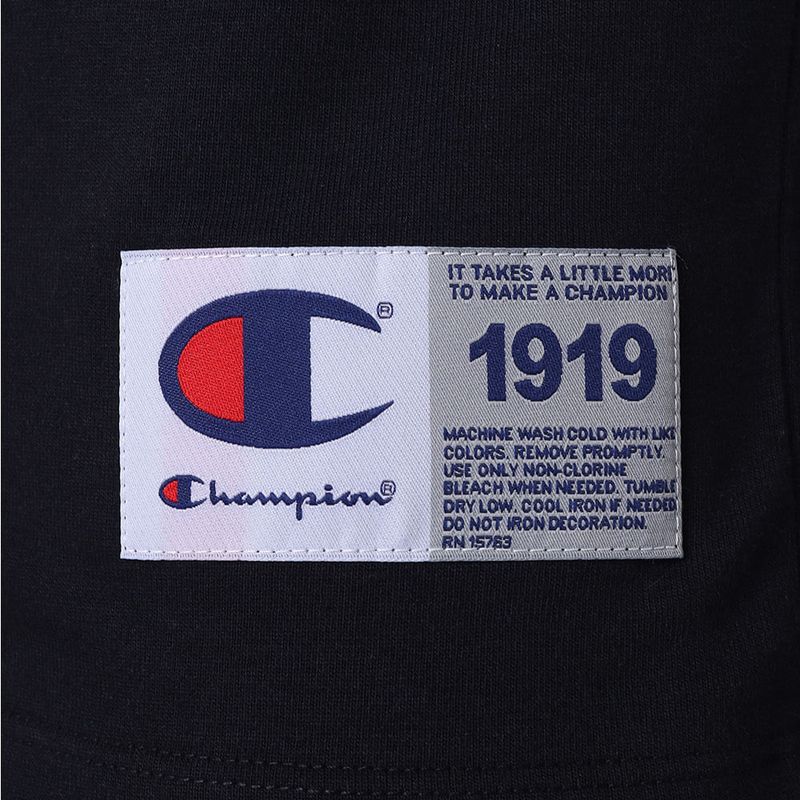 ®
Champion®
IT TAKES A LITTLE MORE
TO MAKE A CHAMPION
1919
MACHINE WASH COLD WITH LIK
COLORS. REMOVE PROMPTLY.
USE ONLY NON-CLORINE
BLEACH WHEN NEEDED. TUMBLE
DRY LOW. COOL IRON IF NEEDED
DO NOT IRON DECORATION.
RN 15763